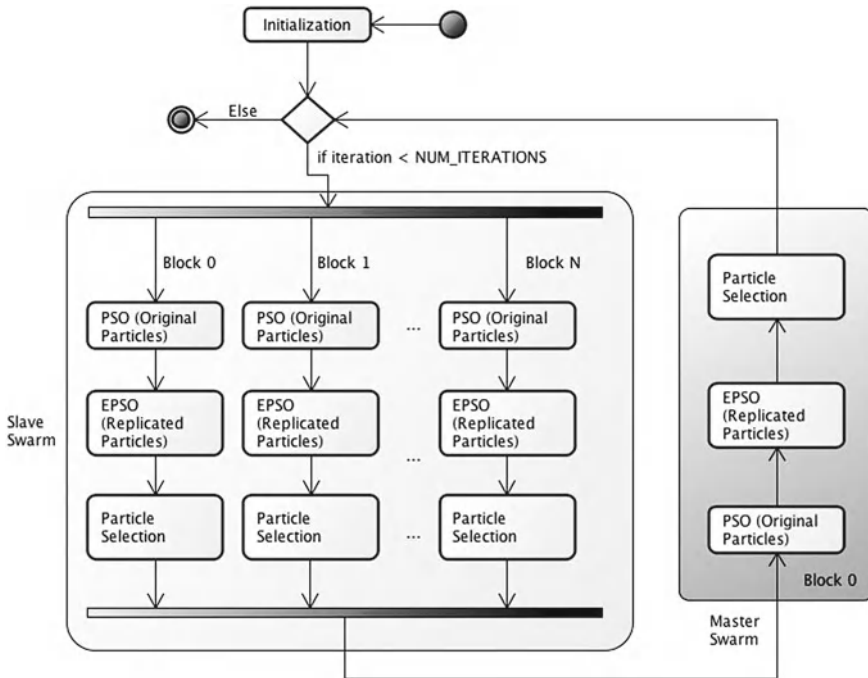 Initialization
Else
if iteration < NUM_ITERATIONS
Block 0
Block 1
Block N
PSO (Original
Particles)
PSO (Original
Particles)
...
PSO (Original
Particles)
EPSO
(Replicated
Particles)
EPSO
(Replicated
Particles)
...
EPSO
(Replicated
Particles)
Particle
Selection
Particle
Selection
...
Particle
Selection
Slave
Swarm
Particle
Selection
EPSO
(Replicated
Particles)
PSO (Original
Particles)
Block 0
Master
Swarm